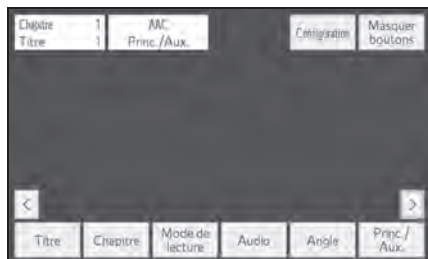 Chapitre 1
Titre 1
AAC
Princ./Aux.
Configuration
Masquer
boutons
<
>
Titre
Chapitre
Mode de
lecture
Audio
Angle
Princ./
Aux.